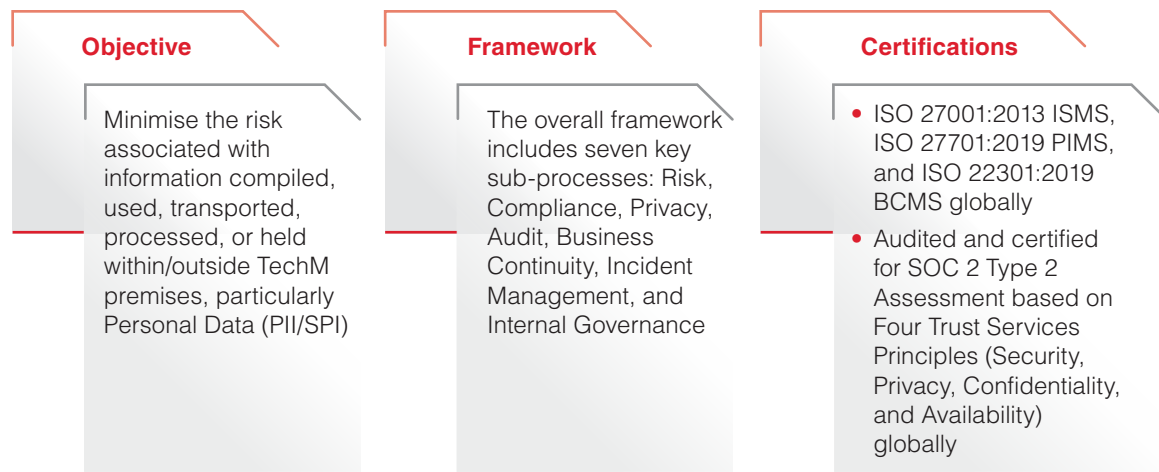 Objective
Minimise the risk
associated with
information compiled,
used, transported,
processed, or held
within/outside TechM
premises, particularly
Personal Data (PII/SPI)
Framework
The overall framework
includes seven key
sub-processes: Risk,
Compliance, Privacy,
Audit, Business
Continuity, Incident
Management, and
Internal Governance
Certifications
• ISO 27001:2013 ISMS,
ISO 27701:2019 PIMS,
and ISO 22301:2019
BCMS globally
• Audited and certified
for SOC 2 Type 2
Assessment based on
Four Trust Services
Principles (Security,
Privacy, Confidentiality,
and Availability)
globally